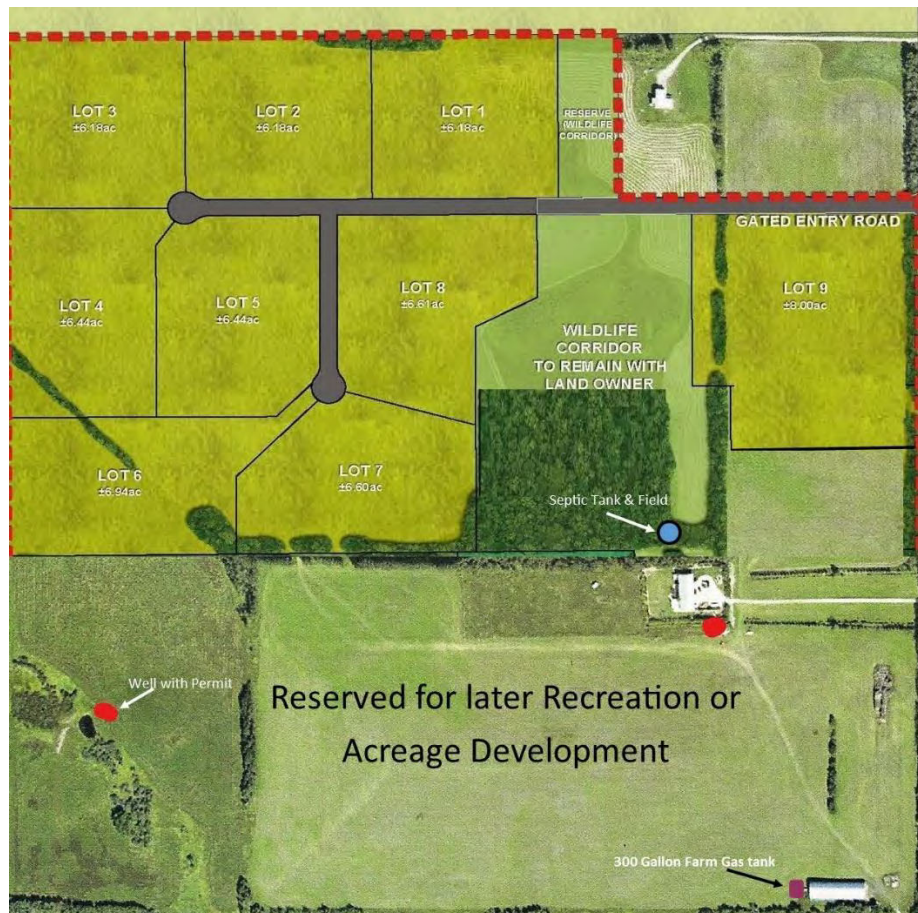 LOT 3
±6.18ac
LOT 2
±6.18ac
LOT 1
±6.18ac
RESERVE
(WILDLIFE
CORRIDOR)
GATED ENTRY ROAD
LOT 4
±6.44ac
LOT 5
±6.44ac
LOT 8
±6.61ac
LOT 9
±8.00ac
WILDLIFE
CORRIDOR
TO REMAIN WITH
LAND OWNER
LOT 6
±6.94ac
LOT 7
±6.60ac
Septic Tank & Field
Well with Permit
Reserved for later Recreation or
Acreage Development
300 Gallon Farm Gas tank